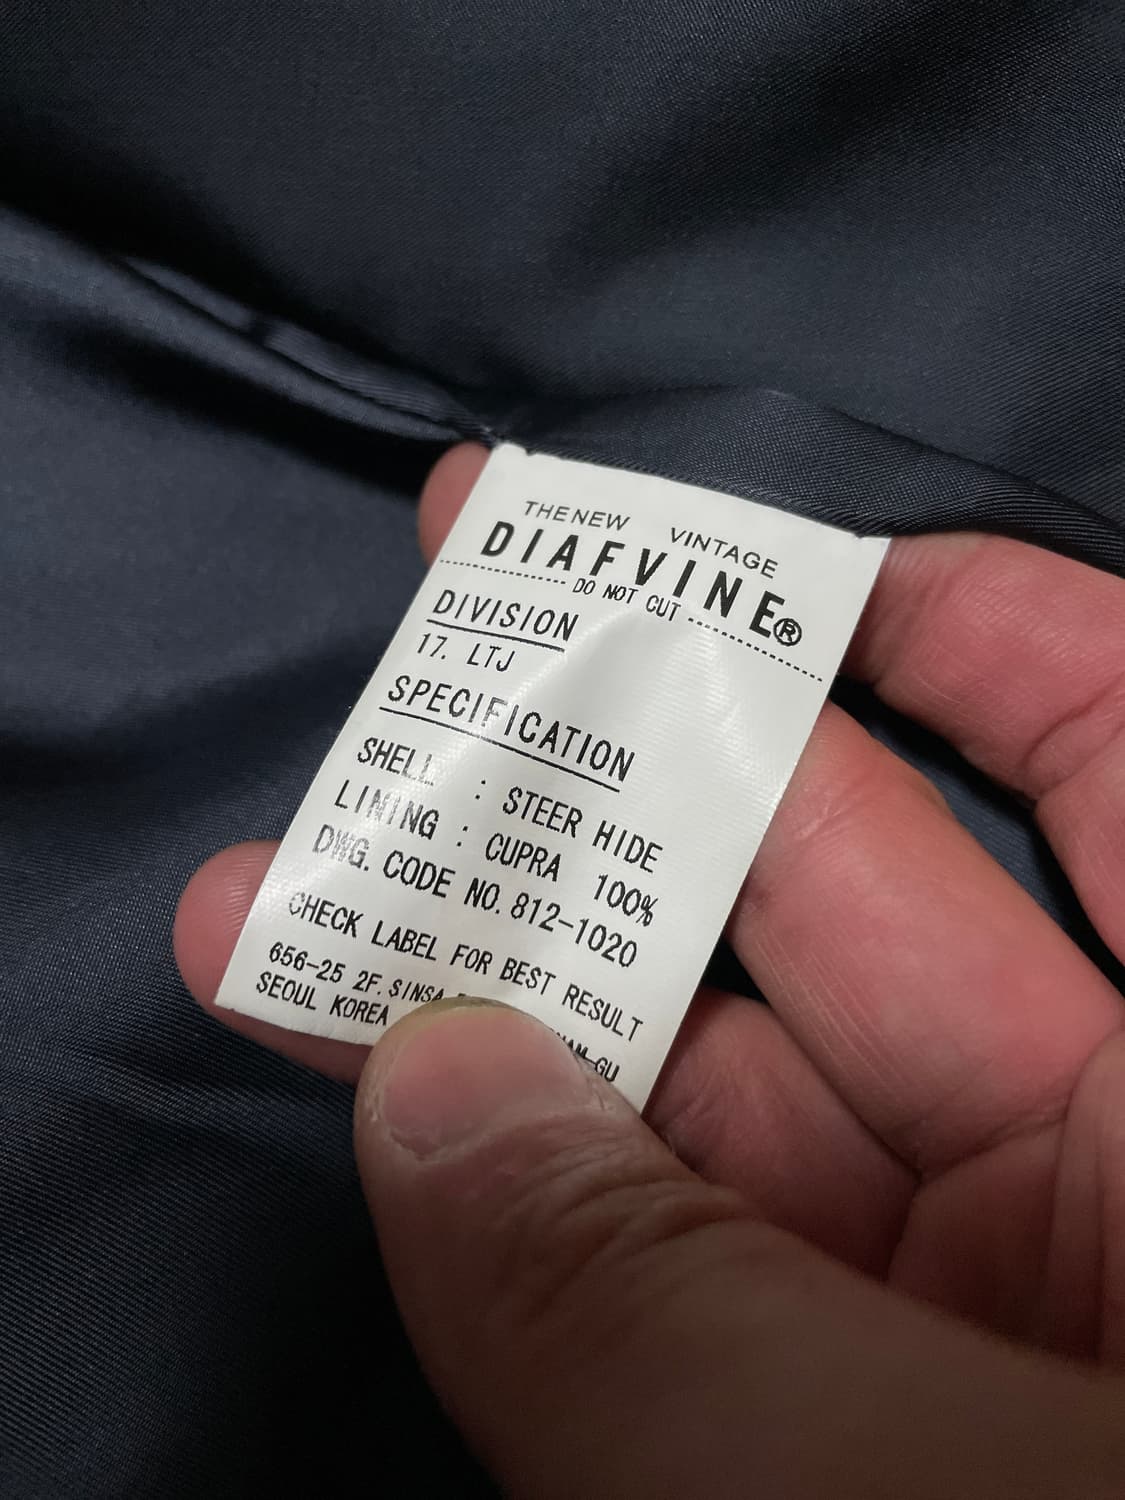 THE NEW VINTAGE
DIAFVINE®
DO NOT CUT
DIVISION
17. LTJ
SPECIFICATION
SHELL : STEER HIDE
LINING : CUPRA 100%
DWG. CODE NO. 812-1020
CHECK LABEL FOR BEST RESULT
656-25 2F. SINSA
SEOUL KOREA